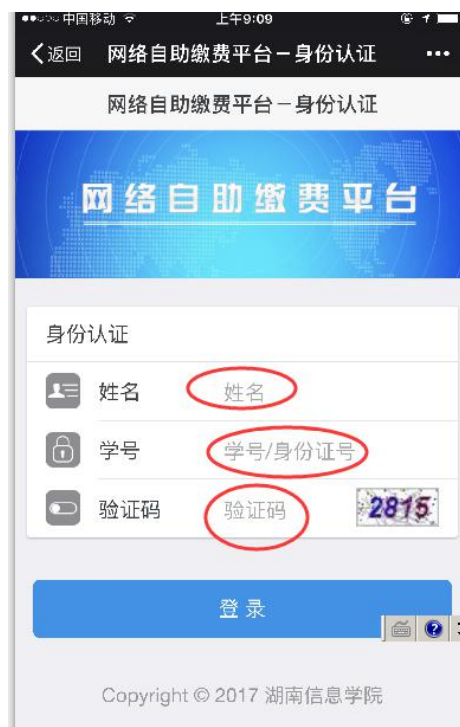 中国移动 上午9:09
返回 网络自助缴费平台－身份认证 •••
网络自助缴费平台－身份认证
网络自助缴费平台
身份认证
姓名 姓名
学号 学号/身份证号
验证码 验证码 2815
登 录
Copyright © 2017 湖南信息学院